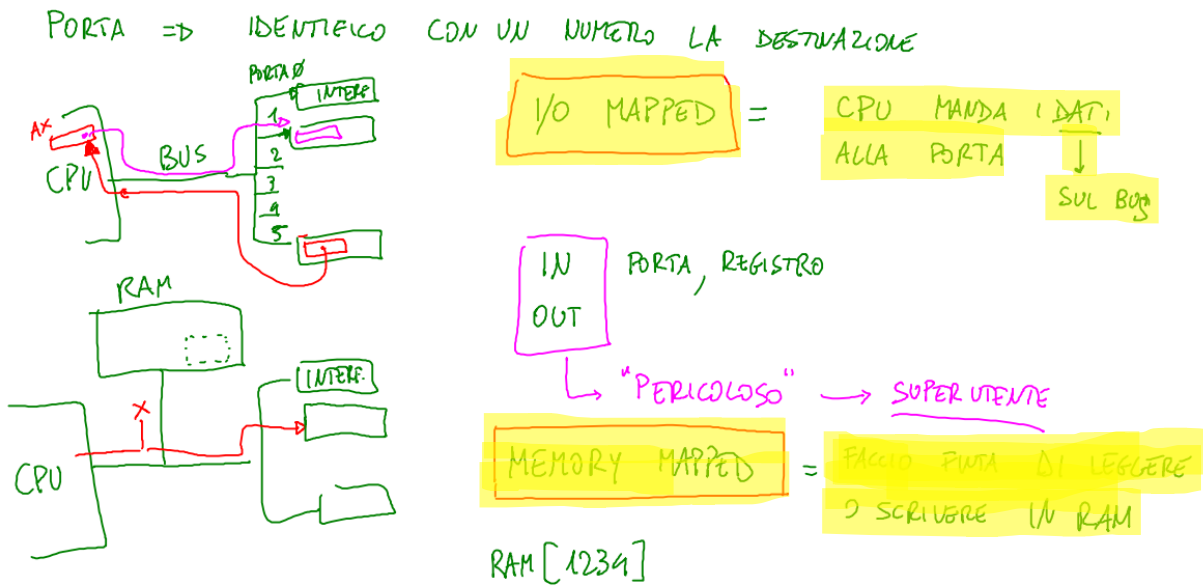 PORTA => IDENTIFICO CON UN NUMERO LA DESTINAZIONE
PORTA Ø
INTERF.
1
2
3
4
5
AX
BUS
CPU
I/O MAPPED = CPU MANDA I DATI
ALLA PORTA
SUL BUS
IN PORTA, REGISTRO
OUT
"PERICOLOSO" → SUPER UTENTE
RAM
INTERF.
X
CPU
MEMORY MAPPED = FACCIO FINTA DI LEGGERE
O SCRIVERE IN RAM
RAM [1234]